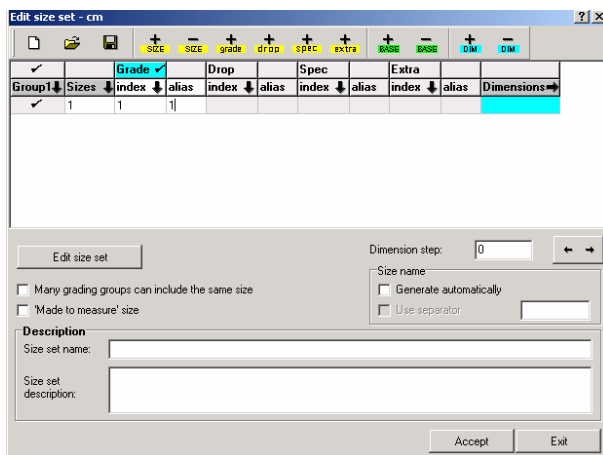 Edit size set - cm
SIZE SIZE grade drop spec extra BASE BASE DIM DIM
Grade Drop Spec Extra
Group1 Sizes index alias index alias index alias index alias Dimensions
1 1 1
Edit size set
Dimension step: 0
Size name
Many grading groups can include the same size
Generate automatically
'Made to measure' size
Use separator
Description
Size set name:
Size set
description:
Accept Exit